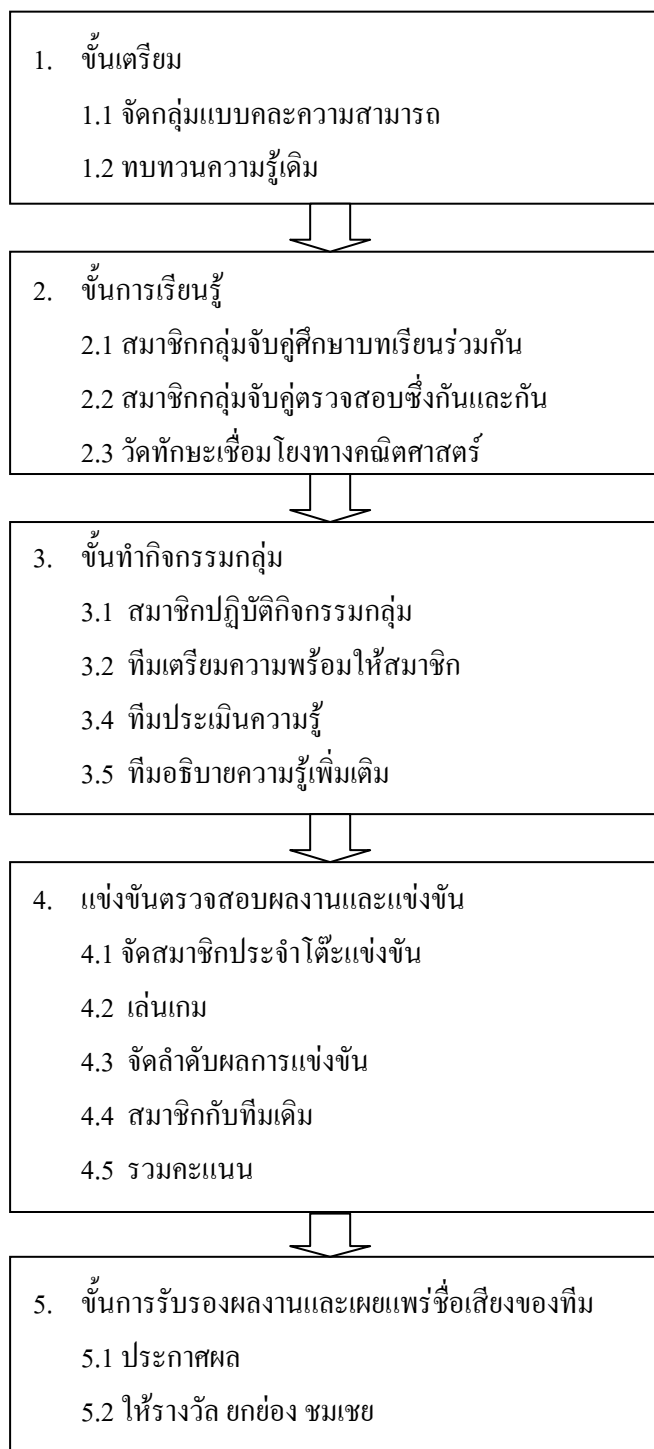 1. ขั้นเตรียม
1.1 จัดกลุ่มแบบคละความสามารถ
1.2 ทบทวนความรู้เดิม
2. ขั้นการเรียนรู้
2.1 สมาชิกกลุ่มจับคู่ศึกษาบทเรียนร่วมกัน
2.2 สมาชิกกลุ่มจับคู่ตรวจสอบซึ่งกันและกัน
2.3 วัดทักษะเชื่อมโยงทางคณิตศาสตร์
3. ขั้นทำกิจกรรมกลุ่ม
3.1 สมาชิกปฏิบัติกิจกรรมกลุ่ม
3.2 ทีมเตรียมความพร้อมให้สมาชิก
3.4 ทีมประเมินความรู้
3.5 ทีมอธิบายความรู้เพิ่มเติม
4. แข่งขันตรวจสอบผลงานและแข่งขัน
4.1 จัดสมาชิกประจำโต๊ะแข่งขัน
4.2 เล่นเกม
4.3 จัดลำดับผลการแข่งขัน
4.4 สมาชิกกับทีมเดิม
4.5 รวมคะแนน
5. ขั้นการรับรองผลงานและเผยแพร่ชื่อเสียงของทีม
5.1 ประกาศผล
5.2 ให้รางวัล ยกย่อง ชมเชย